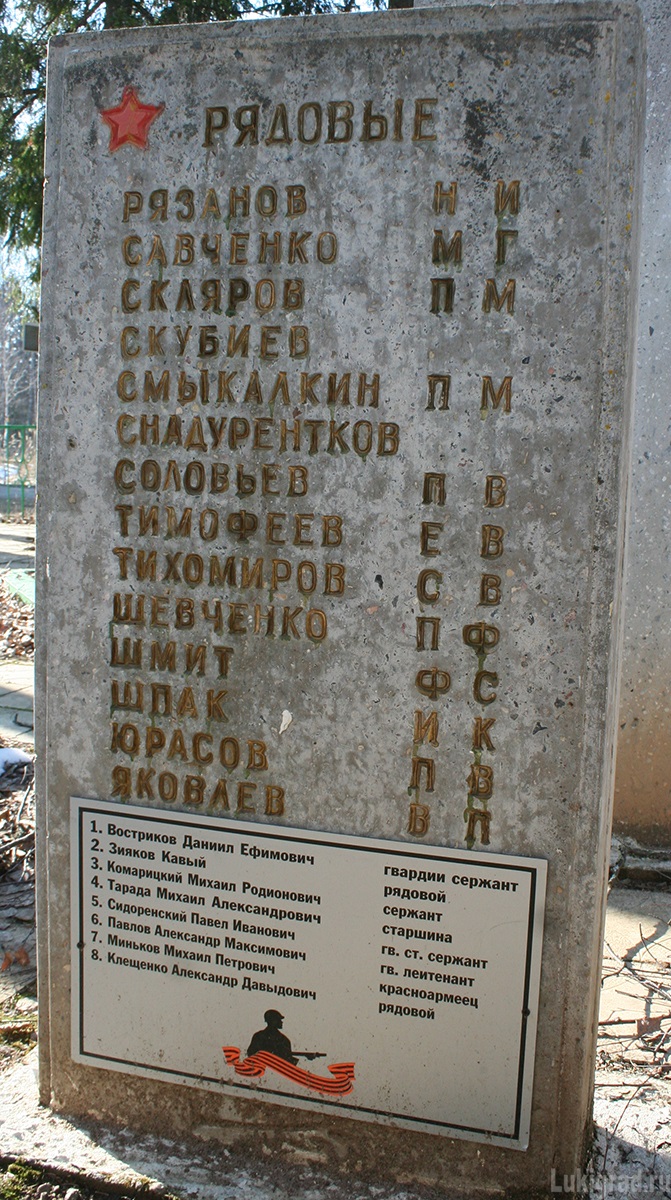 РЯДОВЫЕ
РЯЗАНОВ Н И
САВЧЕНКО М Г
СКЛЯРОВ П М
СКУБИЕВ
СМЫКАЛКИН П М
СНАДУРЕНТКОВ
СОЛОВЬЕВ П В
ТИМОФЕЕВ Е В
ТИХОМИРОВ С В
ШЕВЧЕНКО П Ф
ШМИТ Ф С
ШПАК И К
ЮРАСОВ П В
ЯКОВЛЕВ В П
1. Востриков Даниил Ефимович гвардии сержант
2. Зияков Кавый рядовой
3. Комарицкий Михаил Родионович сержант
4. Тарада Михаил Александрович старшина
5. Сидоренский Павел Иванович гв. ст. сержант
6. Павлов Александр Максимович гв. леитенант
7. Миньков Михаил Петрович красноармеец
8. Клещенко Александр Давыдович рядовой